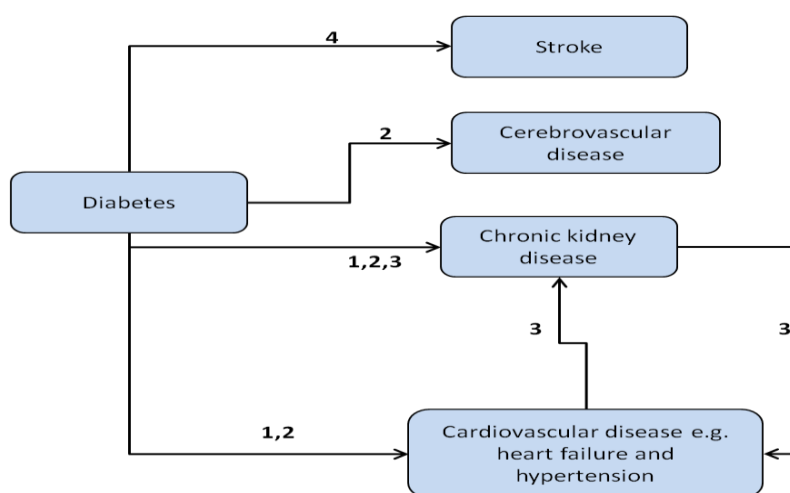 4
Stroke
2
Cerebrovascular
disease
Diabetes
Chronic kidney
disease
1,2,3
3
3
1,2
Cardiovascular disease e.g.
heart failure and
hypertension